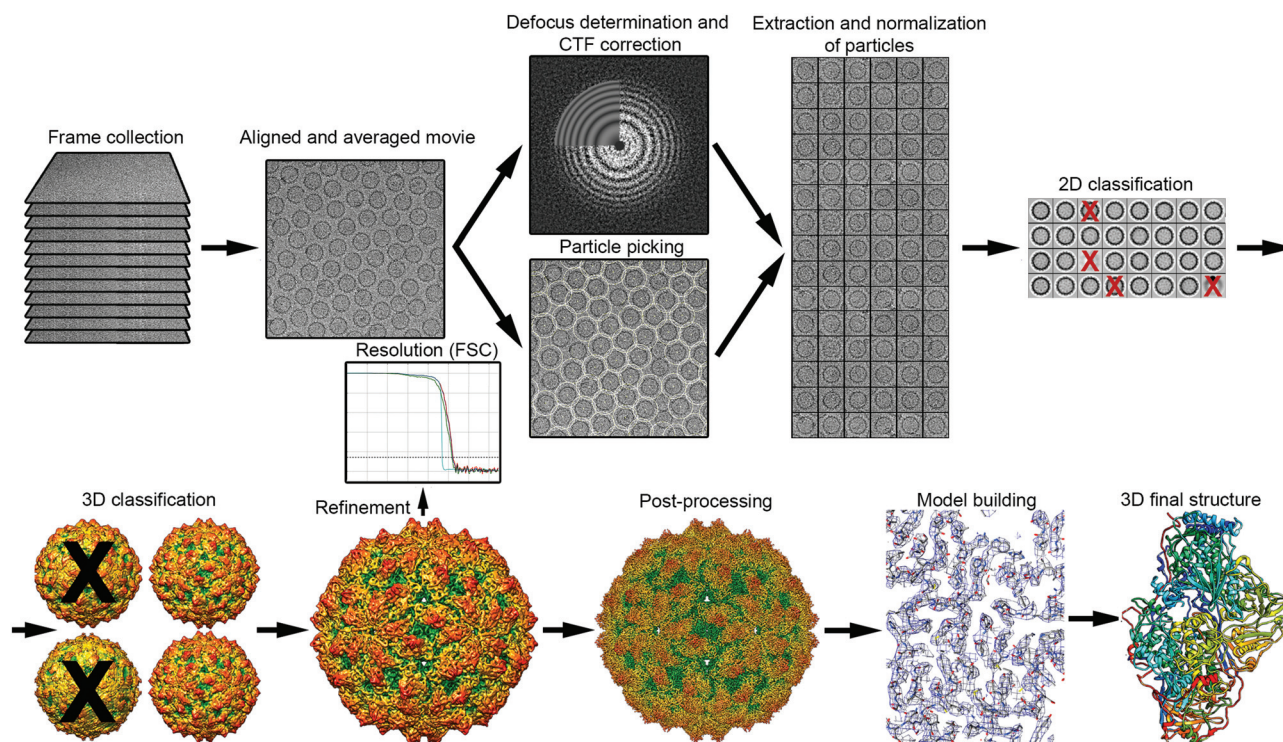 Frame collection
Aligned and averaged movie
Defocus determination and
CTF correction
Particle picking
Extraction and normalization
of particles
2D classification
X
X
X
X
Resolution (FSC)
3D classification
X
X
Refinement
Post-processing
Model building
3D final structure